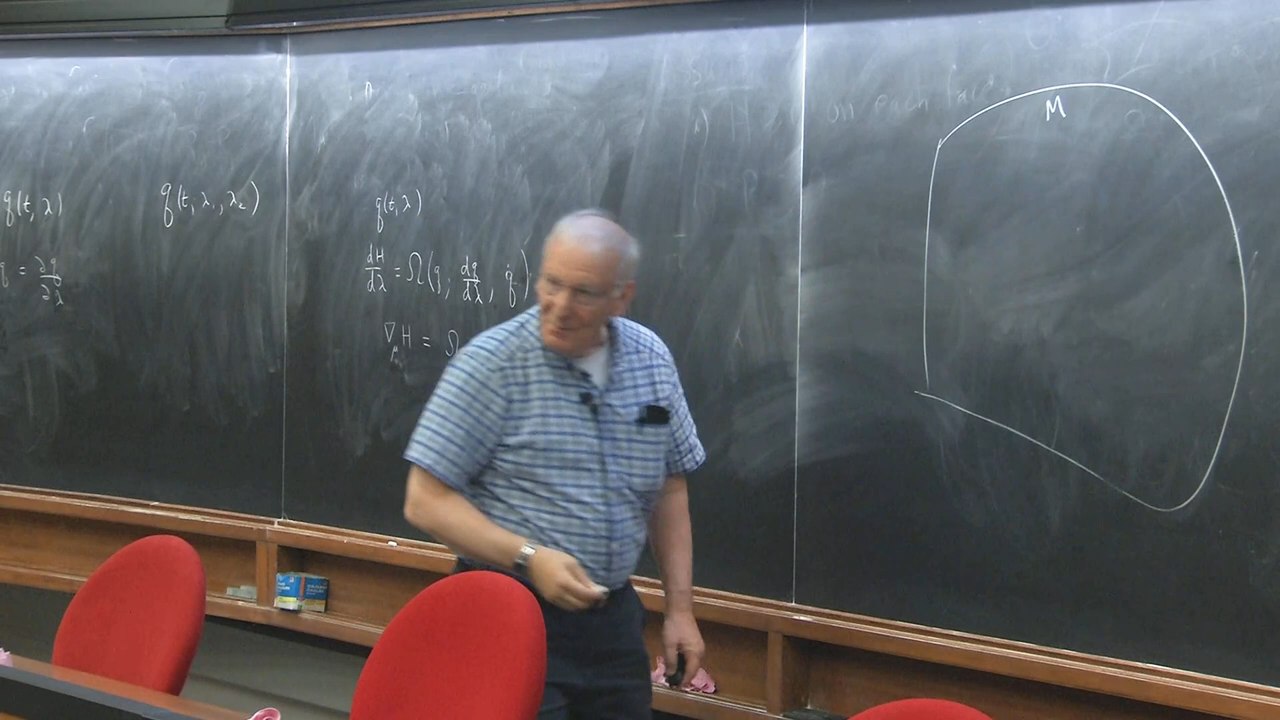 q(t, λ)
q = ∂q/∂λ
q(t, λ₁, λ₂)
q(t, λ)
dH/dλ = Ω(q, dq/dλ, q̇)
∇H = Ω
on each face
M